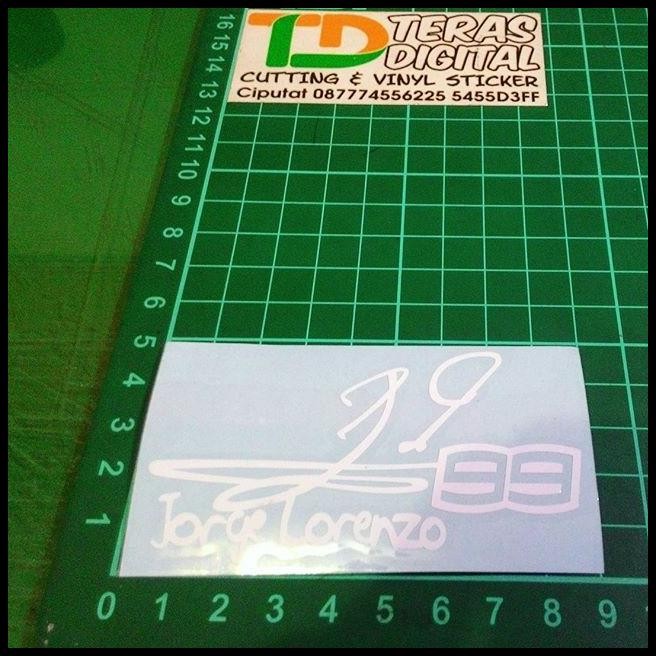 TD TERAS
DIGITAL
CUTTING & VINYL STICKER
Ciputat 087774556225 5455D3FF
16
15
14
13
12
11
10
9
8
7
6
5
4
3
2
1
99
Jorge Lorenzo
0 1 2 3 4 5 6 7 8 9